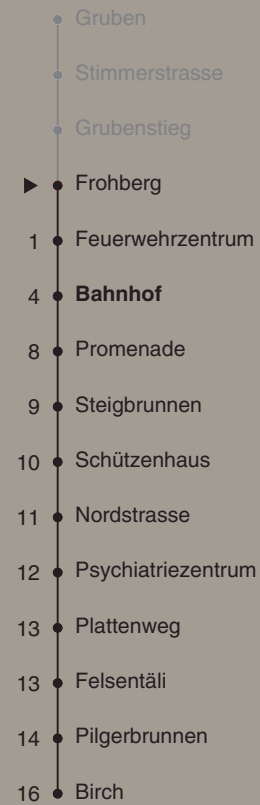 Gruben
Stimmerstrasse
Grubenstieg
Frohberg
1 Feuerwehrzentrum
4 Bahnhof
8 Promenade
9 Steigbrunnen
10 Schützenhaus
11 Nordstrasse
12 Psychiatriezentrum
13 Plattenweg
13 Felsentäli
14 Pilgerbrunnen
16 Birch